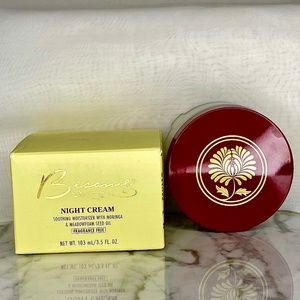 NIGHT CREAM
SOOTHING MOISTURIZER WITH MORINGA
& MEADOWFOAM SEED OIL
FRAGRANCE FREE
NET WT. 103 mL/3.5 FL. OZ.